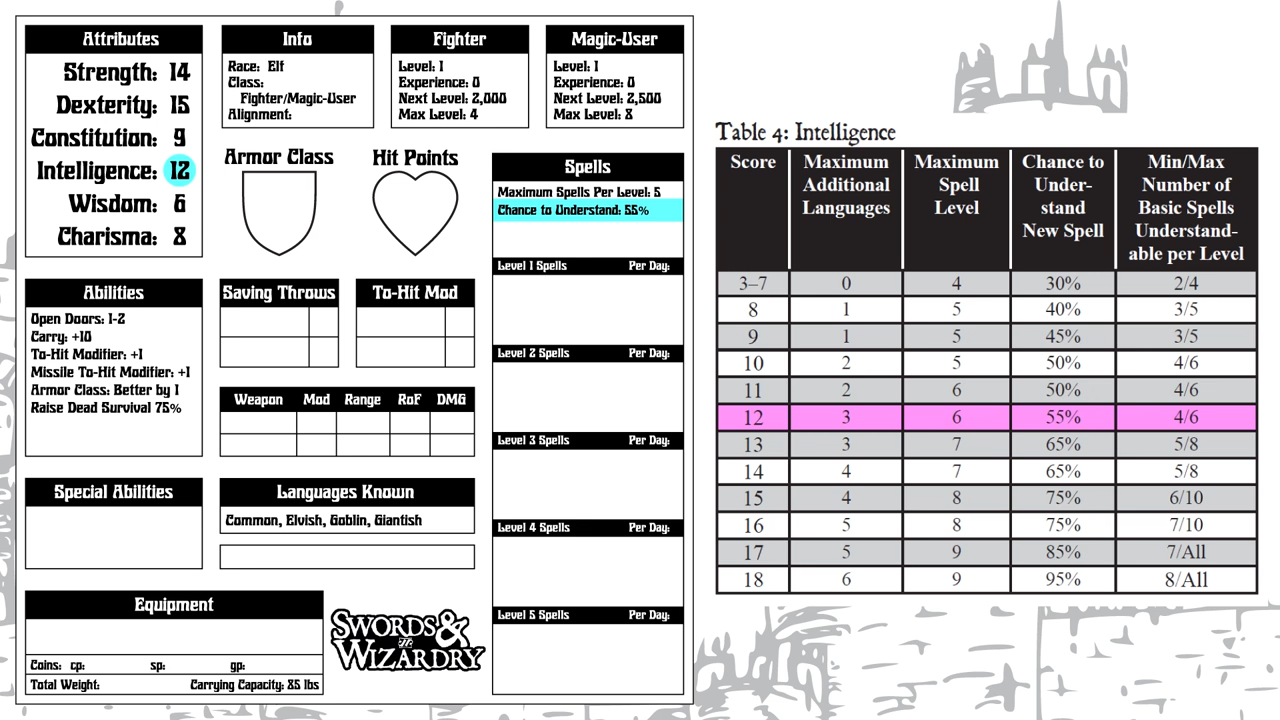 Attributes
Strength: 14
Dexterity: 15
Constitution: 9
Intelligence: 12
Wisdom: 6
Charisma: 8
Info
Race: Elf
Class:
Fighter/Magic-User
Alignment:
Fighter
Level: 1
Experience: 0
Next Level: 2,000
Max Level: 4
Magic-User
Level: 1
Experience: 0
Next Level: 2,500
Max Level: 8
Armor Class
Hit Points
Spells
Maximum Spells Per Level: 5
Chance to Understand: 55%
Level 1 Spells Per Day:
Level 2 Spells Per Day:
Level 3 Spells Per Day:
Level 4 Spells Per Day:
Level 5 Spells Per Day:
Abilities
Open Doors: 1-2
Carry: +10
To-Hit Modifier: +1
Missile To-Hit Modifier: +1
Armor Class: Better by 1
Raise Dead Survival 75%
Saving Throws
To-Hit Mod
Weapon Mod Range RoF DMG
Special Abilities
Languages Known
Common, Elvish, Goblin, Giantish
Equipment
Coins: cp: sp: gp:
Total Weight: Carrying Capacity: 85 lbs
SWORDS &
WIZARDRY
Table 4: Intelligence
Score
Maximum
Additional
Languages
Maximum
Spell
Level
Chance to
Under-
stand
New Spell
Min/Max
Number of
Basic Spells
Understand-
able per Level
3–7 0 4 30% 2/4
8 1 5 40% 3/5
9 1 5 45% 3/5
10 2 5 50% 4/6
11 2 6 50% 4/6
12 3 6 55% 4/6
13 3 7 65% 5/8
14 4 7 65% 5/8
15 4 8 75% 6/10
16 5 8 75% 7/10
17 5 9 85% 7/All
18 6 9 95% 8/All